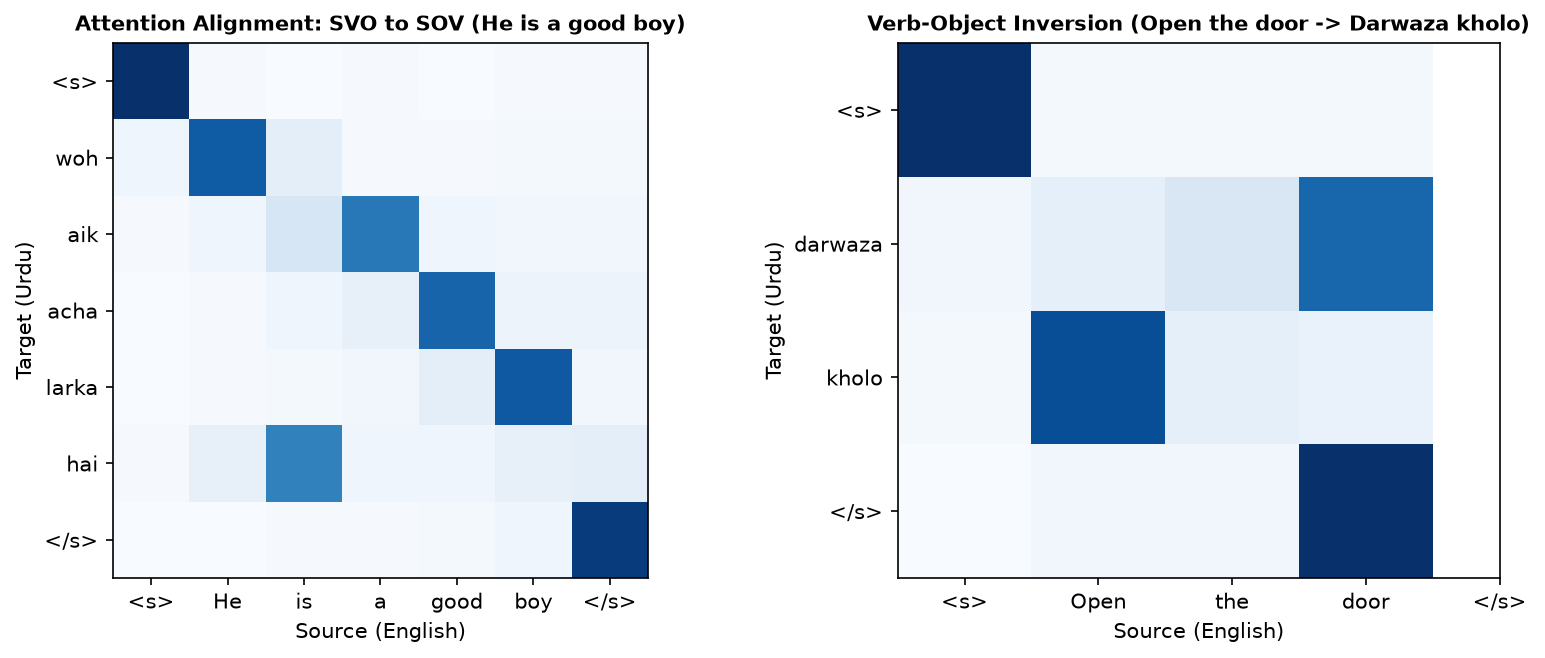 Attention Alignment: SVO to SOV (He is a good boy)
<s>
woh
aik
acha
larka
hai
</s>
Target (Urdu)
<s> He is a good boy </s>
Source (English)
Verb-Object Inversion (Open the door -> Darwaza kholo)
<s>
darwaza
kholo
</s>
Target (Urdu)
<s> Open the door </s>
Source (English)